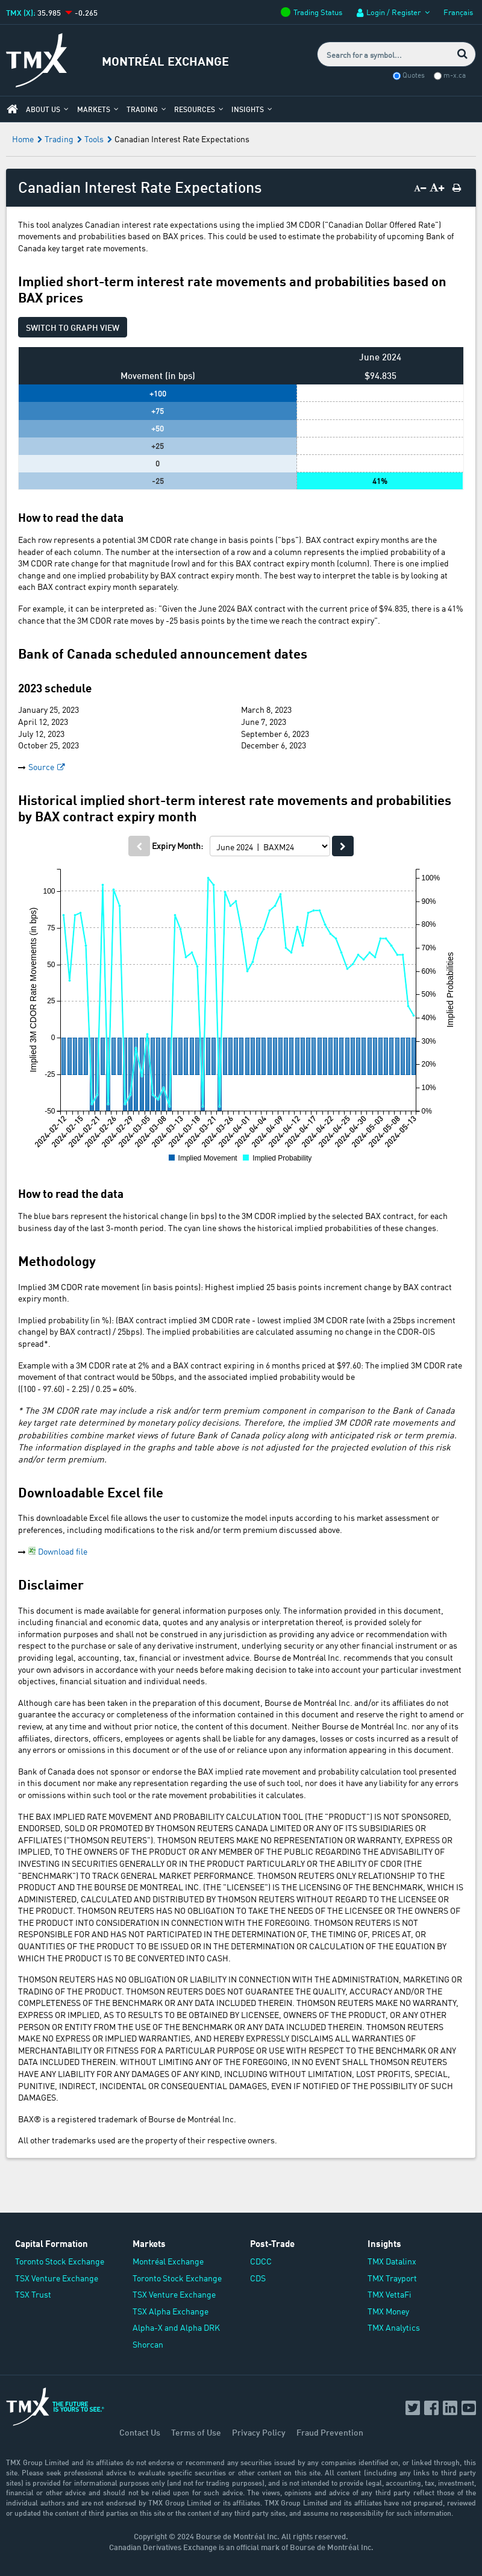 TMX (X): 35.985 -0.265
Trading Status Login / Register Français
TMX
MONTRÉAL EXCHANGE
Search for a symbol...
Quotes m-x.ca
ABOUT US MARKETS TRADING RESOURCES INSIGHTS
Home Trading Tools Canadian Interest Rate Expectations
Canadian Interest Rate Expectations
A- A+
This tool analyzes Canadian interest rate expectations using the implied 3M CDOR ("Canadian Dollar Offered Rate")
movements and probabilities based on BAX prices. This could be used to estimate the probability of upcoming Bank of
Canada key target rate movements.
Implied short-term interest rate movements and probabilities based on
BAX prices
SWITCH TO GRAPH VIEW
June 2024
Movement (in bps) $94.835
+100
+75
+50
+25
0
-25 41%
How to read the data
Each row represents a potential 3M CDOR rate change in basis points ("bps"). BAX contract expiry months are the
header of each column. The number at the intersection of a row and a column represents the implied probability of a
3M CDOR rate change for that magnitude (row) and for this BAX contract expiry month (column). There is one implied
change and one implied probability by BAX contract expiry month. The best way to interpret the table is by looking at
each BAX contract expiry month separately.
For example, it can be interpreted as: "Given the June 2024 BAX contract with the current price of $94.835, there is a 41%
chance that the 3M CDOR rate moves by -25 basis points by the time we reach the contract expiry".
Bank of Canada scheduled announcement dates
2023 schedule
January 25, 2023 March 8, 2023
April 12, 2023 June 7, 2023
July 12, 2023 September 6, 2023
October 25, 2023 December 6, 2023
Source
Historical implied short-term interest rate movements and probabilities
by BAX contract expiry month
Expiry Month: June 2024 | BAXM24
Implied 3M CDOR Rate Movements (in bps)
100
75
50
25
0
-25
-50
100%
90%
80%
70%
60%
50%
40%
30%
20%
10%
0%
Implied Probabilities
2024-02-12
2024-02-15
2024-02-21
2024-02-26
2024-02-29
2024-03-05
2024-03-08
2024-03-13
2024-03-18
2024-03-21
2024-03-26
2024-04-01
2024-04-04
2024-04-09
2024-04-12
2024-04-17
2024-04-22
2024-04-25
2024-04-30
2024-05-03
2024-05-08
2024-05-13
Implied Movement Implied Probability
How to read the data
The blue bars represent the historical change (in bps) to the 3M CDOR implied by the selected BAX contract, for each
business day of the last 3-month period. The cyan line shows the historical implied probabilities of these changes.
Methodology
Implied 3M CDOR rate movement (in basis points): Highest implied 25 basis points increment change by BAX contract
expiry month.
Implied probability (in %): (BAX contract implied 3M CDOR rate - lowest implied 3M CDOR rate (with a 25bps increment
change) by BAX contract) / 25bps). The implied probabilities are calculated assuming no change in the CDOR-OIS
spread*.
Example with a 3M CDOR rate at 2% and a BAX contract expiring in 6 months priced at $97.60: The implied 3M CDOR rate
movement of that contract would be 50bps, and the associated implied probability would be
((100 - 97.60) - 2.25) / 0.25 = 60%.
* The 3M CDOR rate may include a risk and/or term premium component in comparison to the Bank of Canada
key target rate determined by monetary policy decisions. Therefore, the implied 3M CDOR rate movements and
probabilities combine market views of future Bank of Canada policy along with anticipated risk or term premia.
The information displayed in the graphs and table above is not adjusted for the projected evolution of this risk
and/or term premium.
Downloadable Excel file
This downloadable Excel file allows the user to customize the model inputs according to his market assessment or
preferences, including modifications to the risk and/or term premium discussed above.
Download file
Disclaimer
This document is made available for general information purposes only. The information provided in this document,
including financial and economic data, quotes and any analysis or interpretation thereof, is provided solely for
information purposes and shall not be construed in any jurisdiction as providing any advice or recommendation with
respect to the purchase or sale of any derivative instrument, underlying security or any other financial instrument or as
providing legal, accounting, tax, financial or investment advice. Bourse de Montréal Inc. recommends that you consult
your own advisors in accordance with your needs before making decision to take into account your particular investment
objectives, financial situation and individual needs.
Although care has been taken in the preparation of this document, Bourse de Montréal Inc. and/or its affiliates do not
guarantee the accuracy or completeness of the information contained in this document and reserve the right to amend or
review, at any time and without prior notice, the content of this document. Neither Bourse de Montréal Inc. nor any of its
affiliates, directors, officers, employees or agents shall be liable for any damages, losses or costs incurred as a result of
any errors or omissions in this document or of the use of or reliance upon any information appearing in this document.
Bank of Canada does not sponsor or endorse the BAX implied rate movement and probability calculation tool presented
in this document nor makes any representation regarding the use of such tool, nor does it have any liability for any errors
or omissions within such tool or the rate movement probabilities it calculates.
THE BAX IMPLIED RATE MOVEMENT AND PROBABILITY CALCULATION TOOL (THE "PRODUCT") IS NOT SPONSORED,
ENDORSED, SOLD OR PROMOTED BY THOMSON REUTERS CANADA LIMITED OR ANY OF ITS SUBSIDIARIES OR
AFFILIATES ("THOMSON REUTERS"). THOMSON REUTERS MAKE NO REPRESENTATION OR WARRANTY, EXPRESS OR
IMPLIED, TO THE OWNERS OF THE PRODUCT OR ANY MEMBER OF THE PUBLIC REGARDING THE ADVISABILITY OF
INVESTING IN SECURITIES GENERALLY OR IN THE PRODUCT PARTICULARLY OR THE ABILITY OF CDOR (THE
"BENCHMARK") TO TRACK GENERAL MARKET PERFORMANCE. THOMSON REUTERS ONLY RELATIONSHIP TO THE
PRODUCT AND THE BOURSE DE MONTREAL INC. (THE "LICENSEE") IS THE LICENSING OF THE BENCHMARK, WHICH IS
ADMINISTERED, CALCULATED AND DISTRIBUTED BY THOMSON REUTERS WITHOUT REGARD TO THE LICENSEE OR
THE PRODUCT. THOMSON REUTERS HAS NO OBLIGATION TO TAKE THE NEEDS OF THE LICENSEE OR THE OWNERS OF
THE PRODUCT INTO CONSIDERATION IN CONNECTION WITH THE FOREGOING. THOMSON REUTERS IS NOT
RESPONSIBLE FOR AND HAS NOT PARTICIPATED IN THE DETERMINATION OF, THE TIMING OF, PRICES AT, OR
QUANTITIES OF THE PRODUCT TO BE ISSUED OR IN THE DETERMINATION OR CALCULATION OF THE EQUATION BY
WHICH THE PRODUCT IS TO BE CONVERTED INTO CASH.
THOMSON REUTERS HAS NO OBLIGATION OR LIABILITY IN CONNECTION WITH THE ADMINISTRATION, MARKETING OR
TRADING OF THE PRODUCT. THOMSON REUTERS DOES NOT GUARANTEE THE QUALITY, ACCURACY AND/OR THE
COMPLETENESS OF THE BENCHMARK OR ANY DATA INCLUDED THEREIN. THOMSON REUTERS MAKE NO WARRANTY,
EXPRESS OR IMPLIED, AS TO RESULTS TO BE OBTAINED BY LICENSEE, OWNERS OF THE PRODUCT, OR ANY OTHER
PERSON OR ENTITY FROM THE USE OF THE BENCHMARK OR ANY DATA INCLUDED THEREIN. THOMSON REUTERS
MAKE NO EXPRESS OR IMPLIED WARRANTIES, AND HEREBY EXPRESSLY DISCLAIMS ALL WARRANTIES OF
MERCHANTABILITY OR FITNESS FOR A PARTICULAR PURPOSE OR USE WITH RESPECT TO THE BENCHMARK OR ANY
DATA INCLUDED THEREIN. WITHOUT LIMITING ANY OF THE FOREGOING, IN NO EVENT SHALL THOMSON REUTERS
HAVE ANY LIABILITY FOR ANY DAMAGES OF ANY KIND, INCLUDING WITHOUT LIMITATION, LOST PROFITS, SPECIAL,
PUNITIVE, INDIRECT, INCIDENTAL OR CONSEQUENTIAL DAMAGES, EVEN IF NOTIFIED OF THE POSSIBILITY OF SUCH
DAMAGES.
BAX® is a registered trademark of Bourse de Montréal Inc.
All other trademarks used are the property of their respective owners.
Capital Formation Markets Post-Trade Insights
Toronto Stock Exchange Montréal Exchange CDCC TMX Datalinx
TSX Venture Exchange Toronto Stock Exchange CDS TMX Trayport
TSX Trust TSX Venture Exchange TMX VettaFi
TSX Alpha Exchange TMX Money
Alpha-X and Alpha DRK TMX Analytics
Shorcan
TMX THE FUTURE
IS YOURS TO SEE.®
Contact Us Terms of Use Privacy Policy Fraud Prevention
TMX Group Limited and its affiliates do not endorse or recommend any securities issued by any companies identified on, or linked through, this
site. Please seek professional advice to evaluate specific securities or other content on this site. All content (including any links to third party
sites) is provided for informational purposes only (and not for trading purposes), and is not intended to provide legal, accounting, tax, investment,
financial or other advice and should not be relied upon for such advice. The views, opinions and advice of any third party reflect those of the
individual authors and are not endorsed by TMX Group Limited or its affiliates. TMX Group Limited and its affiliates have not prepared, reviewed
or updated the content of third parties on this site or the content of any third party sites, and assume no responsibility for such information.
Copyright © 2024 Bourse de Montréal Inc. All rights reserved.
Canadian Derivatives Exchange is an official mark of Bourse de Montréal Inc.